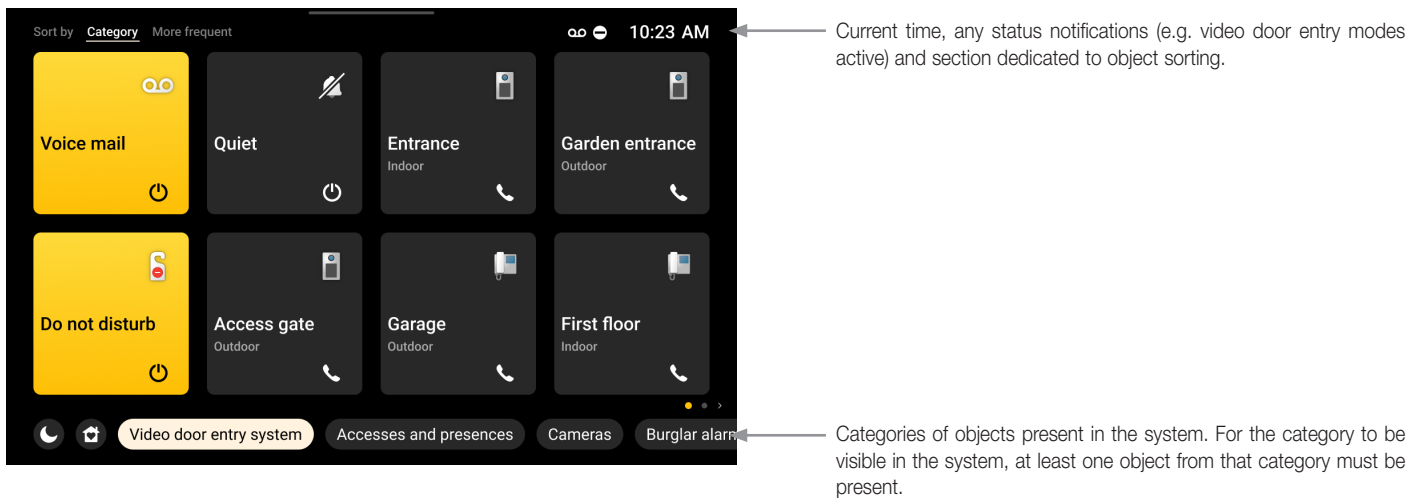 Sort by Category More frequent
10:23 AM
Current time, any status notifications (e.g. video door entry modes
active) and section dedicated to object sorting.
Voice mail
Quiet
Entrance
Indoor
Garden entrance
Outdoor
Do not disturb
Access gate
Outdoor
Garage
Outdoor
First floor
Indoor
Video door entry system Accesses and presences Cameras Burglar alarm
Categories of objects present in the system. For the category to be
visible in the system, at least one object from that category must be
present.